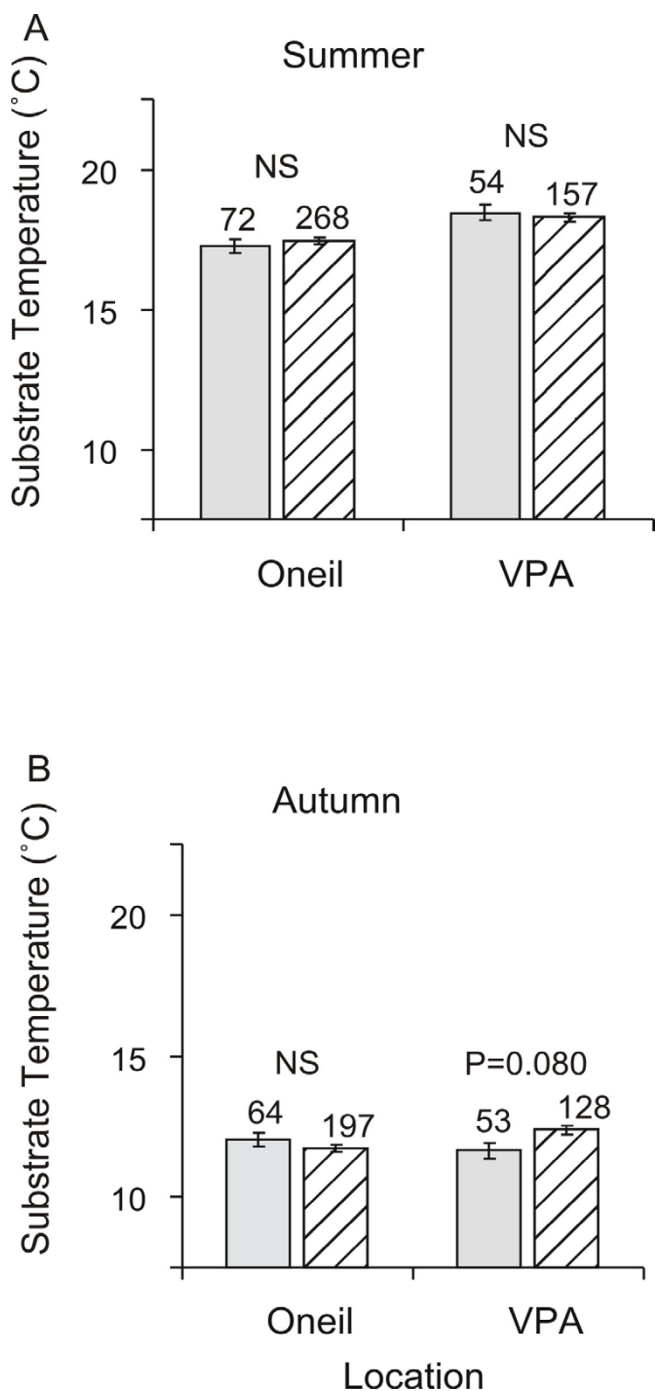 A
Summer
Substrate Temperature (˚C)
20
15
10
NS
72
268
NS
54
157
Oneil
VPA
B
Autumn
Substrate Temperature (˚C)
20
15
10
NS
64
197
P=0.080
53
128
Oneil
VPA
Location